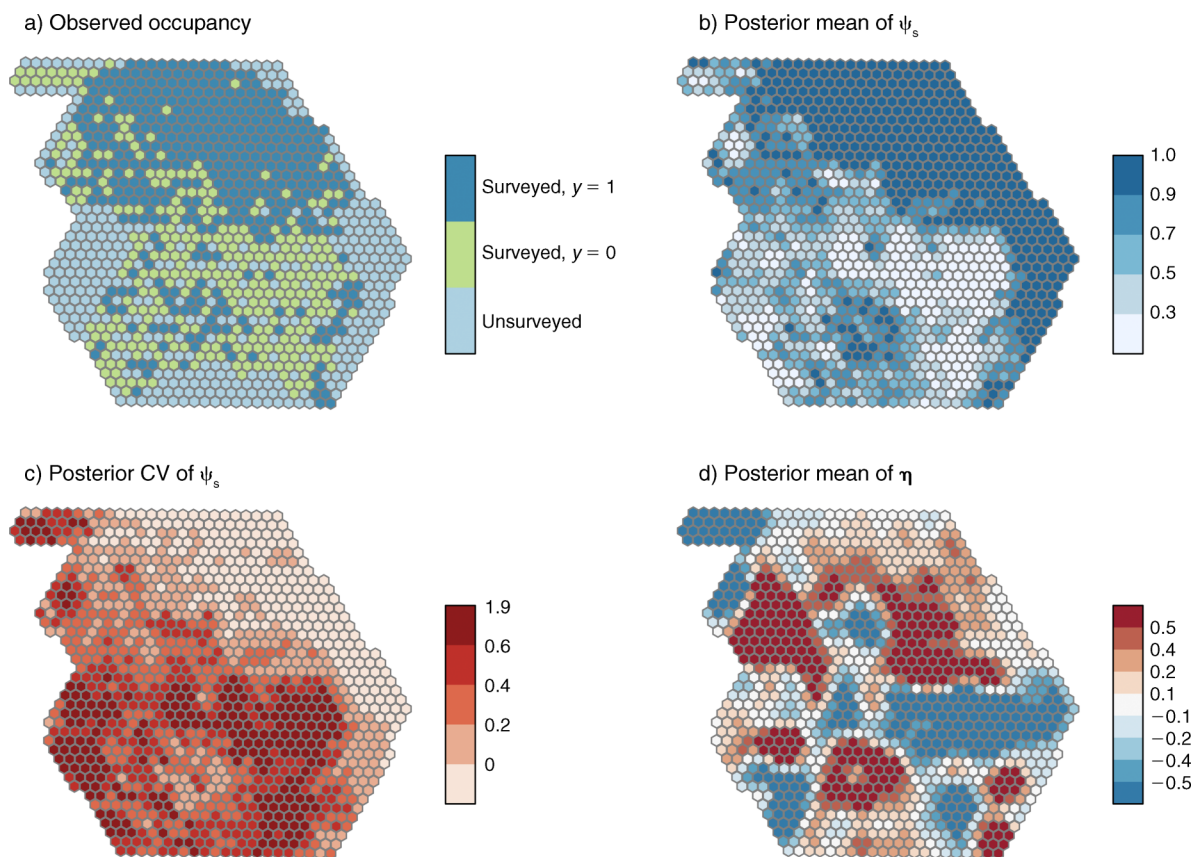 a) Observed occupancy
Surveyed, y = 1
Surveyed, y = 0
Unsurveyed
b) Posterior mean of ψs
1.0
0.9
0.7
0.5
0.3
c) Posterior CV of ψs
1.9
0.6
0.4
0.2
0
d) Posterior mean of η
0.5
0.4
0.2
0.1
−0.1
−0.2
−0.4
−0.5